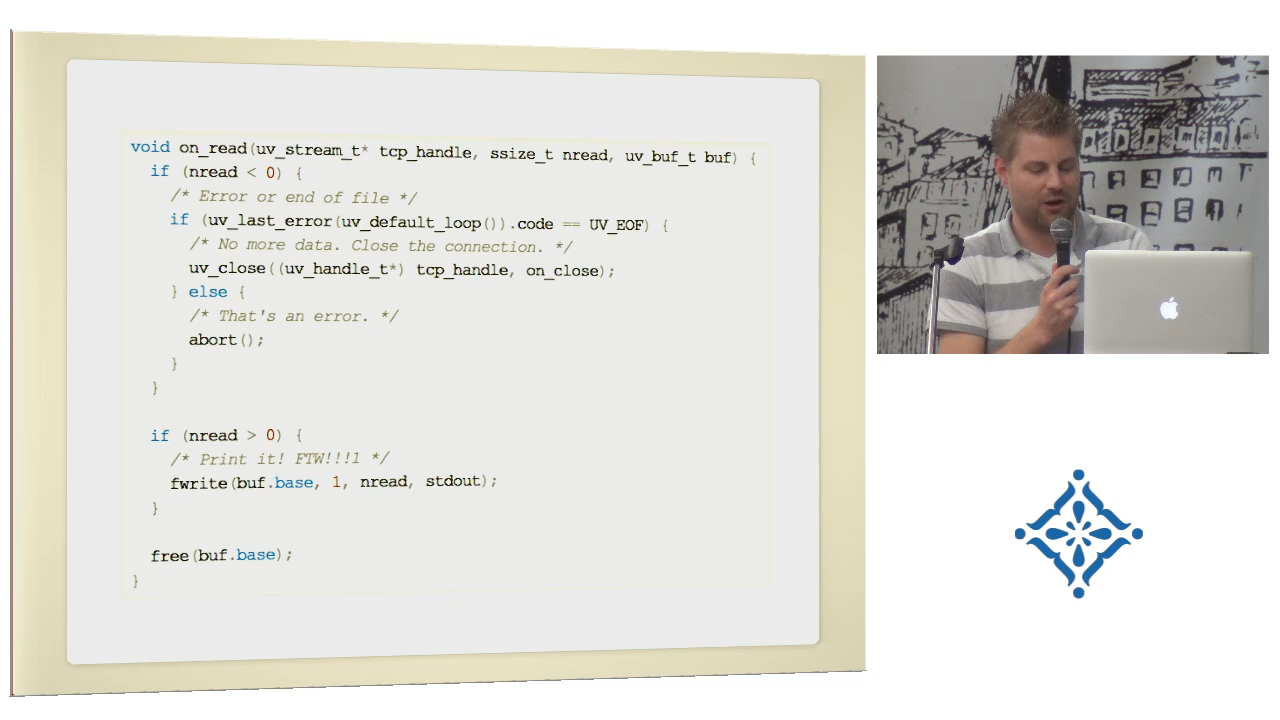 void on_read(uv_stream_t* tcp_handle, ssize_t nread, uv_buf_t buf) {
  if (nread < 0) {
    /* Error or end of file */
    if (uv_last_error(uv_default_loop()).code == UV_EOF) {
      /* No more data. Close the connection. */
      uv_close((uv_handle_t*) tcp_handle, on_close);
    } else {
      /* That's an error. */
      abort();
    }
  }
  if (nread > 0) {
    /* Print it! FTW!!!1 */
    fwrite(buf.base, 1, nread, stdout);
  }
  free(buf.base);
}